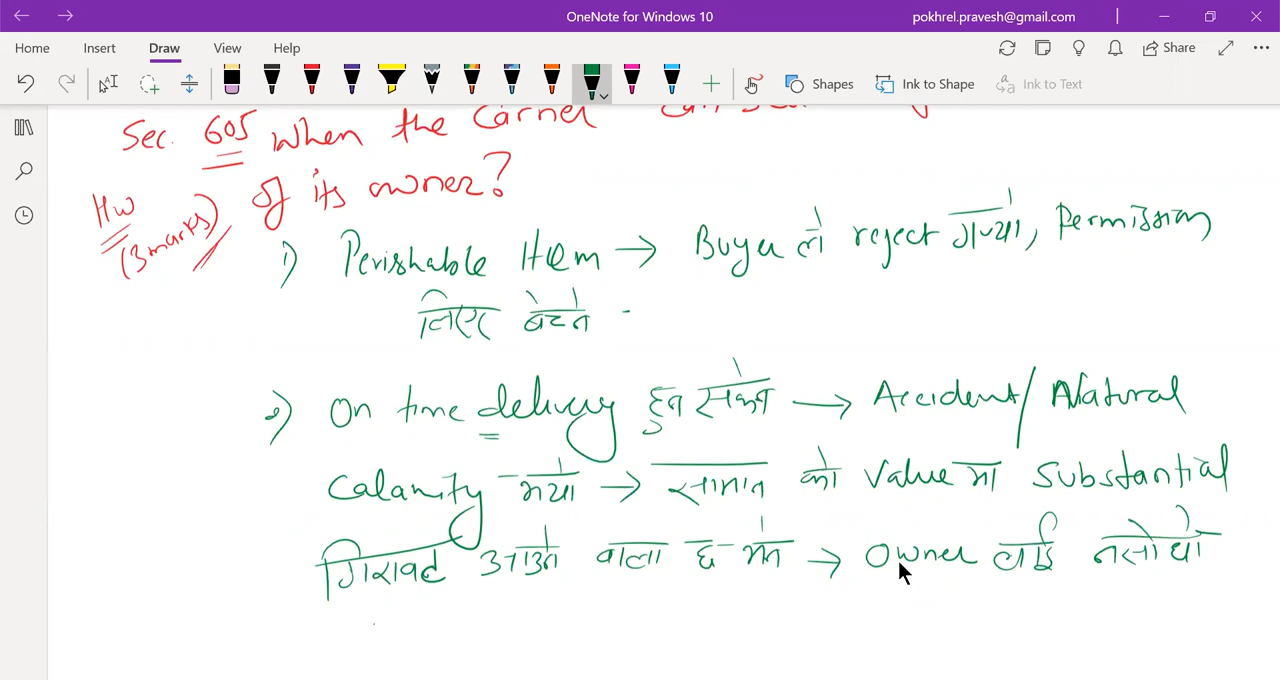 OneNote for Windows 10
pokhrel.pravesh@gmail.com
Home Insert Draw View Help
Share
Shapes Ink to Shape Ink to Text
Sec. 605 When the Carrier
of its owner?
HW
(3 marks)
1) Perishable Item → Buyer ले reject गर्‍यो, Permission
लिएर बेच्ने
2) On time delivery हुन सकेन → Accident/ Natural
Calamity भयो → सामान को value मा substantial
गिरावट आउने वाला छ भने → Owner लाई नसोधी